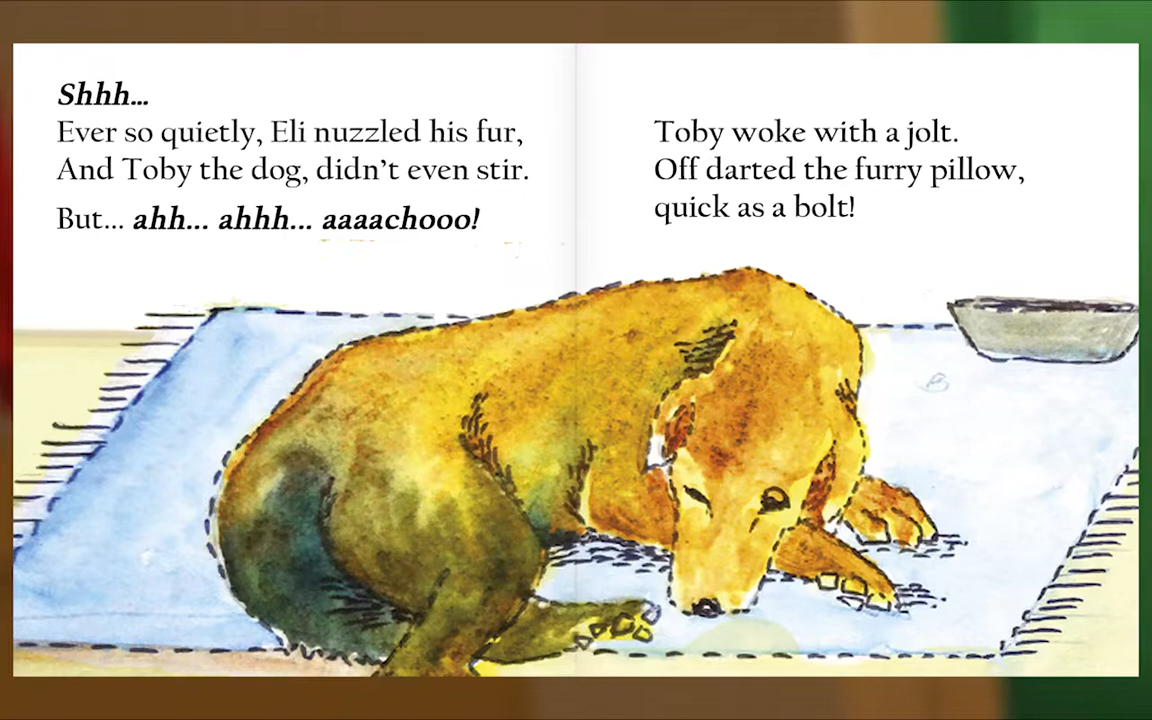 Shhh...
Ever so quietly, Eli nuzzled his fur,
And Toby the dog, didn't even stir.
But... ahh... ahhh... aaaachooo!
Toby woke with a jolt.
Off darted the furry pillow,
quick as a bolt!